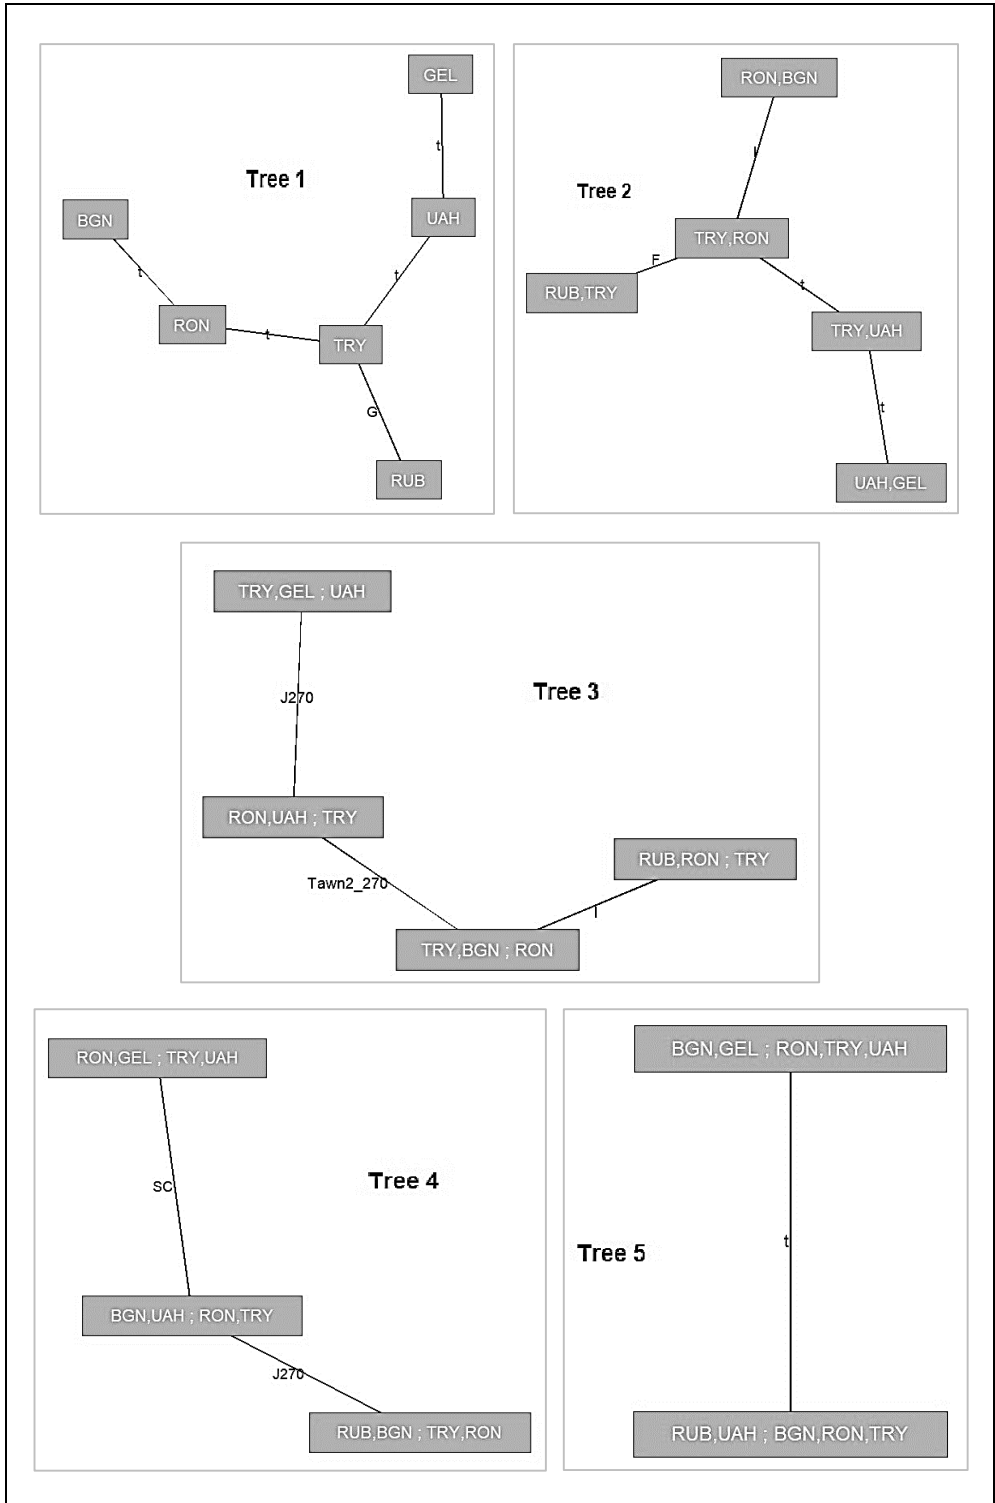 GEL
t
Tree 1
BGN
UAH
t
t
RON
t
TRY
G
RUB
RON,BGN
I
Tree 2
TRY,RON
F
RUB,TRY
t
TRY,UAH
t
UAH,GEL
TRY,GEL ; UAH
J270
Tree 3
RON,UAH ; TRY
RUB,RON ; TRY
Tawn2_270
I
TRY,BGN ; RON
RON,GEL ; TRY,UAH
SC
Tree 4
BGN,UAH ; RON,TRY
J270
RUB,BGN ; TRY,RON
BGN,GEL ; RON,TRY,UAH
t
Tree 5
RUB,UAH ; BGN,RON,TRY